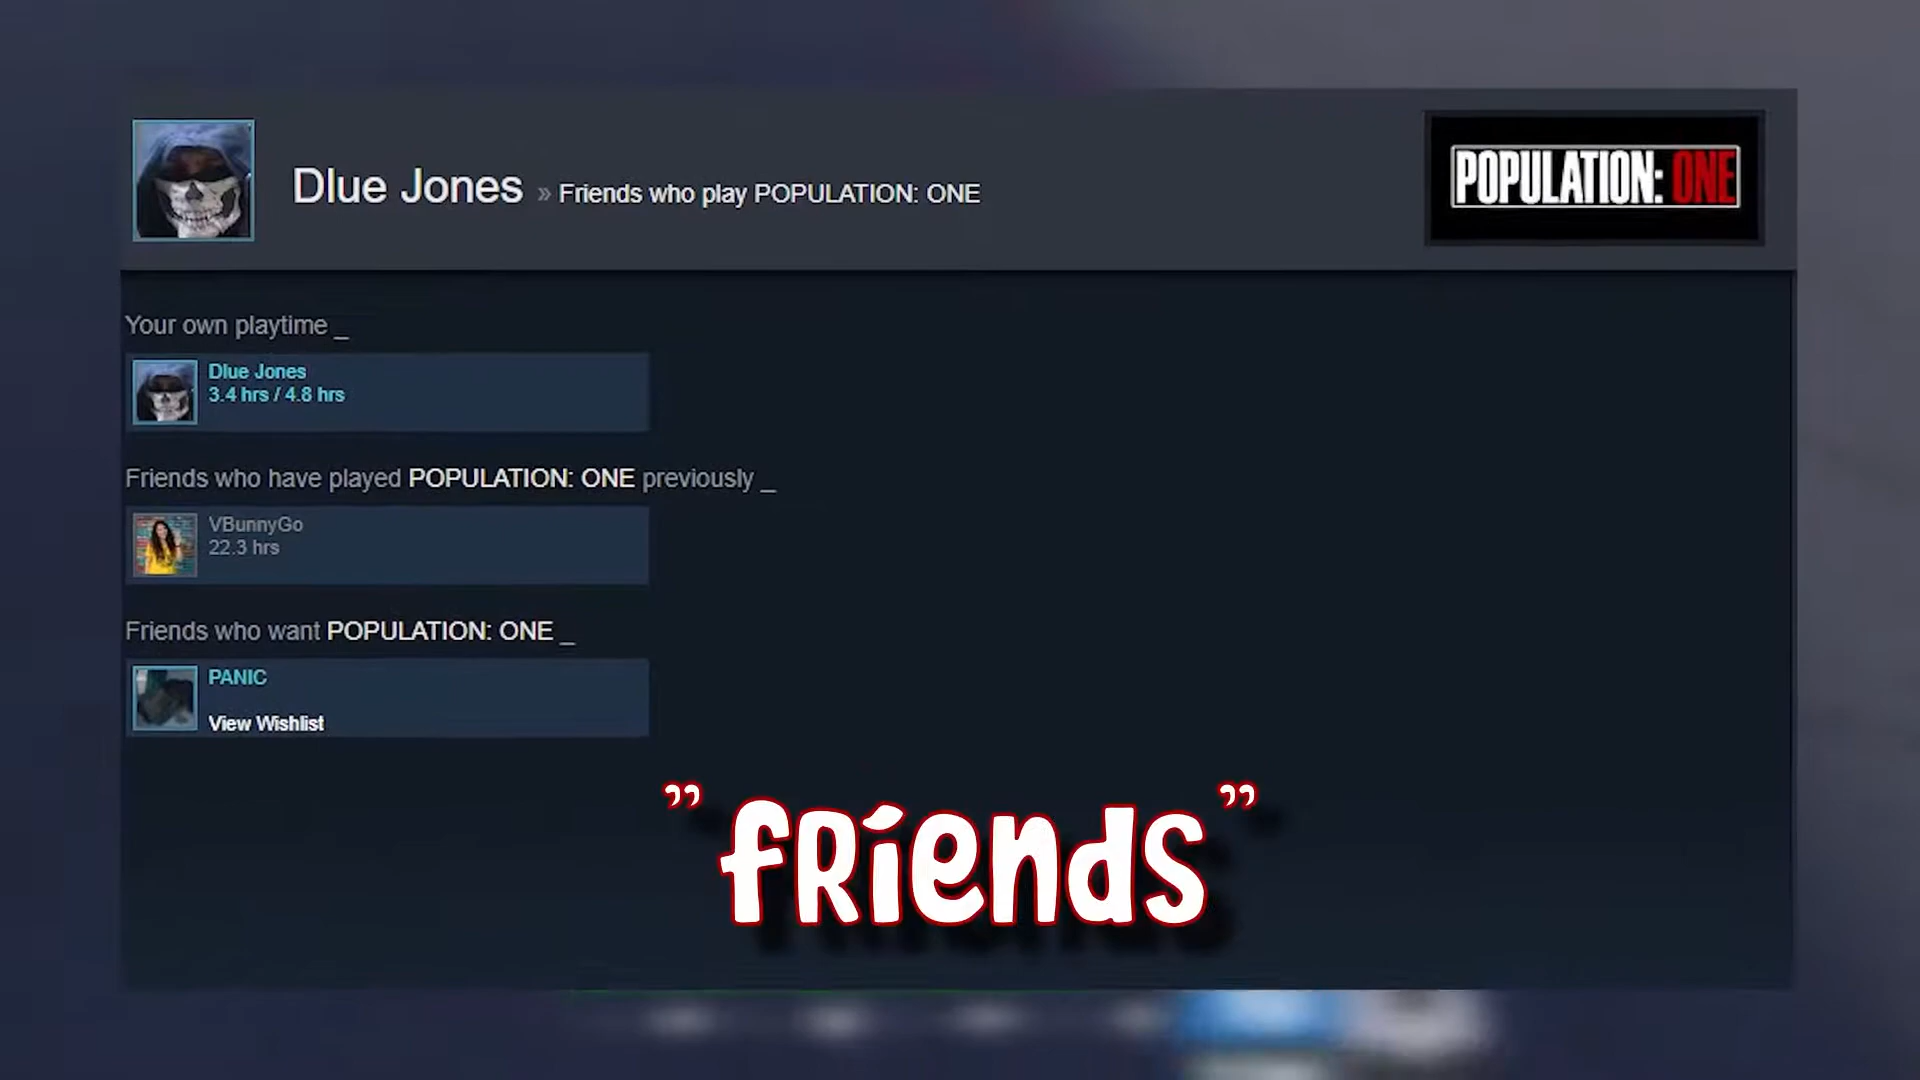 Dlue Jones » Friends who play POPULATION: ONE
POPULATION: ONE
Your own playtime _
Dlue Jones
3.4 hrs / 4.8 hrs
Friends who have played POPULATION: ONE previously _
VBunnyGo
22.3 hrs
Friends who want POPULATION: ONE _
PANIC
View Wishlist
”friends”